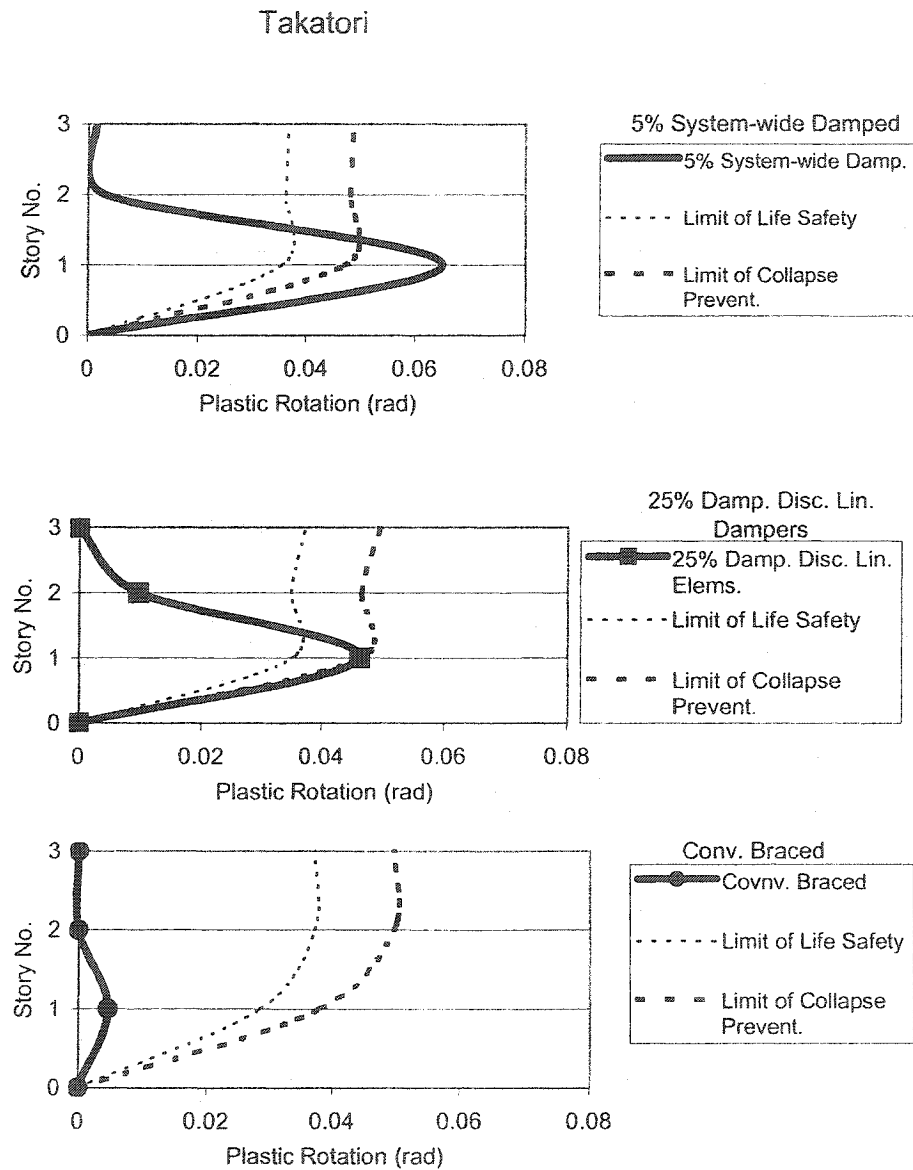 Takatori
5% System-wide Damped
3
2
1
0
Story No.
0 0.02 0.04 0.06 0.08
Plastic Rotation (rad)
5% System-wide Damp.
Limit of Life Safety
Limit of Collapse
Prevent.
25% Damp. Disc. Lin.
Dampers
3
2
1
0
Story No.
0 0.02 0.04 0.06 0.08
Plastic Rotation (rad)
25% Damp. Disc. Lin.
Elems.
Limit of Life Safety
Limit of Collapse
Prevent.
Conv. Braced
3
2
1
0
Story No.
0 0.02 0.04 0.06 0.08
Plastic Rotation (rad)
Covnv. Braced
Limit of Life Safety
Limit of Collapse
Prevent.